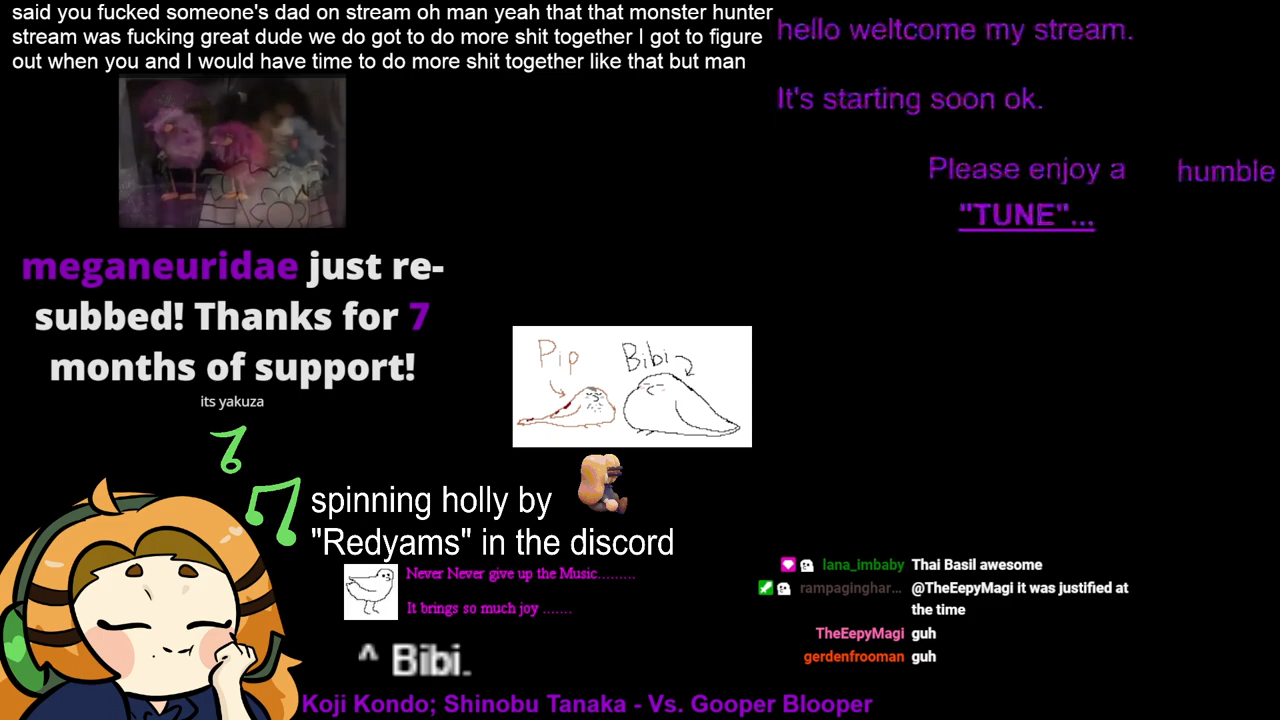 said you fucked someone's dad on stream oh man yeah that that monster hunter
stream was fucking great dude we do got to do more shit together I got to figure
out when you and I would have time to do more shit together like that but man
hello weltcome my stream.
It's starting soon ok.
Please enjoy a humble
"TUNE"...
meganeuridae just re-
subbed! Thanks for 7
months of support!
its yakuza
Pip
Bibi
spinning holly by
"Redyams" in the discord
Never Never give up the Music.........
It brings so much joy .......
^ Bibi.
lana_imbaby Thai Basil awesome
rampaginghar... @TheEepyMagi it was justified at
the time
TheEepyMagi guh
gerdenfrooman guh
Koji Kondo; Shinobu Tanaka - Vs. Gooper Blooper